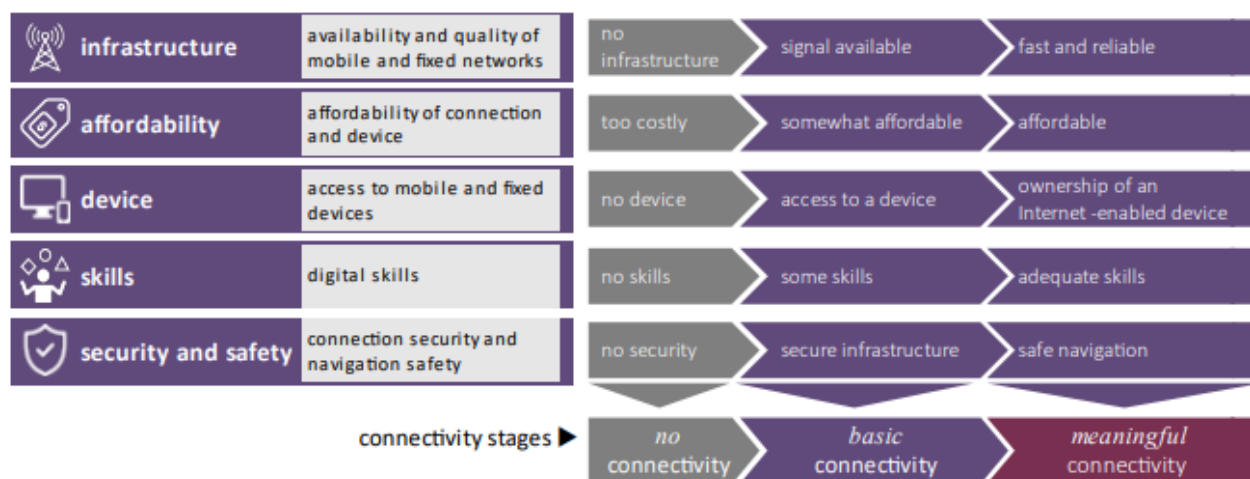 infrastructure
availability and quality of
mobile and fixed networks
no
infrastructure
signal available
fast and reliable
affordability
affordability of connection
and device
too costly
somewhat affordable
affordable
device
access to mobile and fixed
devices
no device
access to a device
ownership of an
Internet -enabled device
skills
digital skills
no skills
some skills
adequate skills
security and safety
connection security and
navigation safety
no security
secure infrastructure
safe navigation
connectivity stages ►
no
connectivity
basic
connectivity
meaningful
connectivity